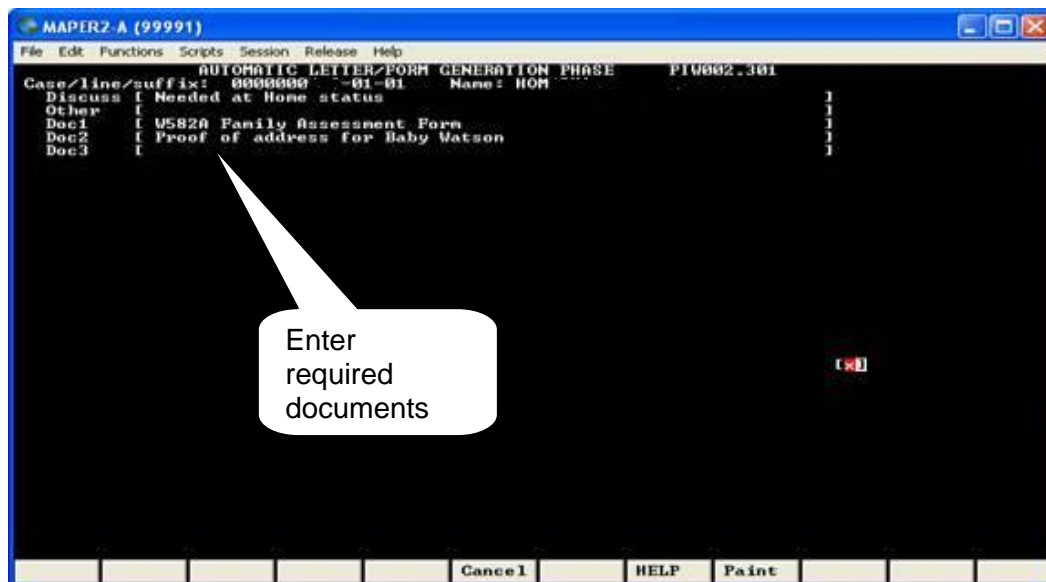 MAPER2-A (99991)
File Edit Functions Scripts Session Release Help
AUTOMATIC LETTER/FORM GENERATION PHASE PIW002.301
Case/line/suffix: 0000000 -01-01 Name: HOM
Discuss [ Needed at Home status ]
Other [ ]
Doc1 [ W582A Family Assessment Form ]
Doc2 [ Proof of address for Baby Watson ]
Doc3 [ ]
Enter
required
documents
[x]
Cancel HELP Paint